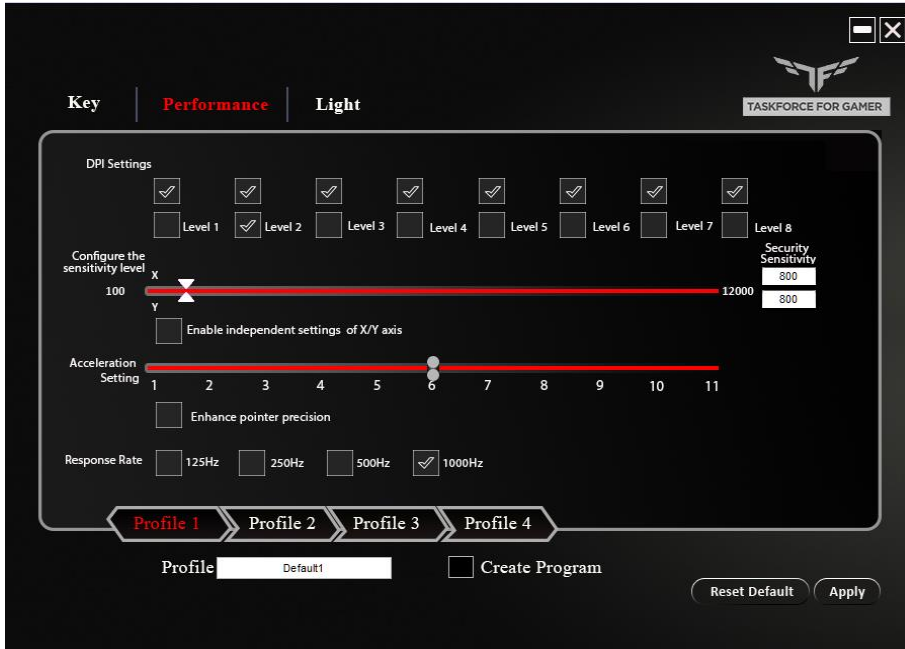 TASKFORCE FOR GAMER
Key Performance Light
DPI Settings
Level 1 Level 2 Level 3 Level 4 Level 5 Level 6 Level 7 Level 8
Configure the
sensitivity level
Security
Sensitivity
X
800
100 12000
800
Y
Enable independent settings of X/Y axis
Acceleration
Setting
1 2 3 4 5 6 7 8 9 10 11
Enhance pointer precision
Response Rate 125Hz 250Hz 500Hz 1000Hz
Profile 1 Profile 2 Profile 3 Profile 4
Profile Default1 Create Program
Reset Default Apply